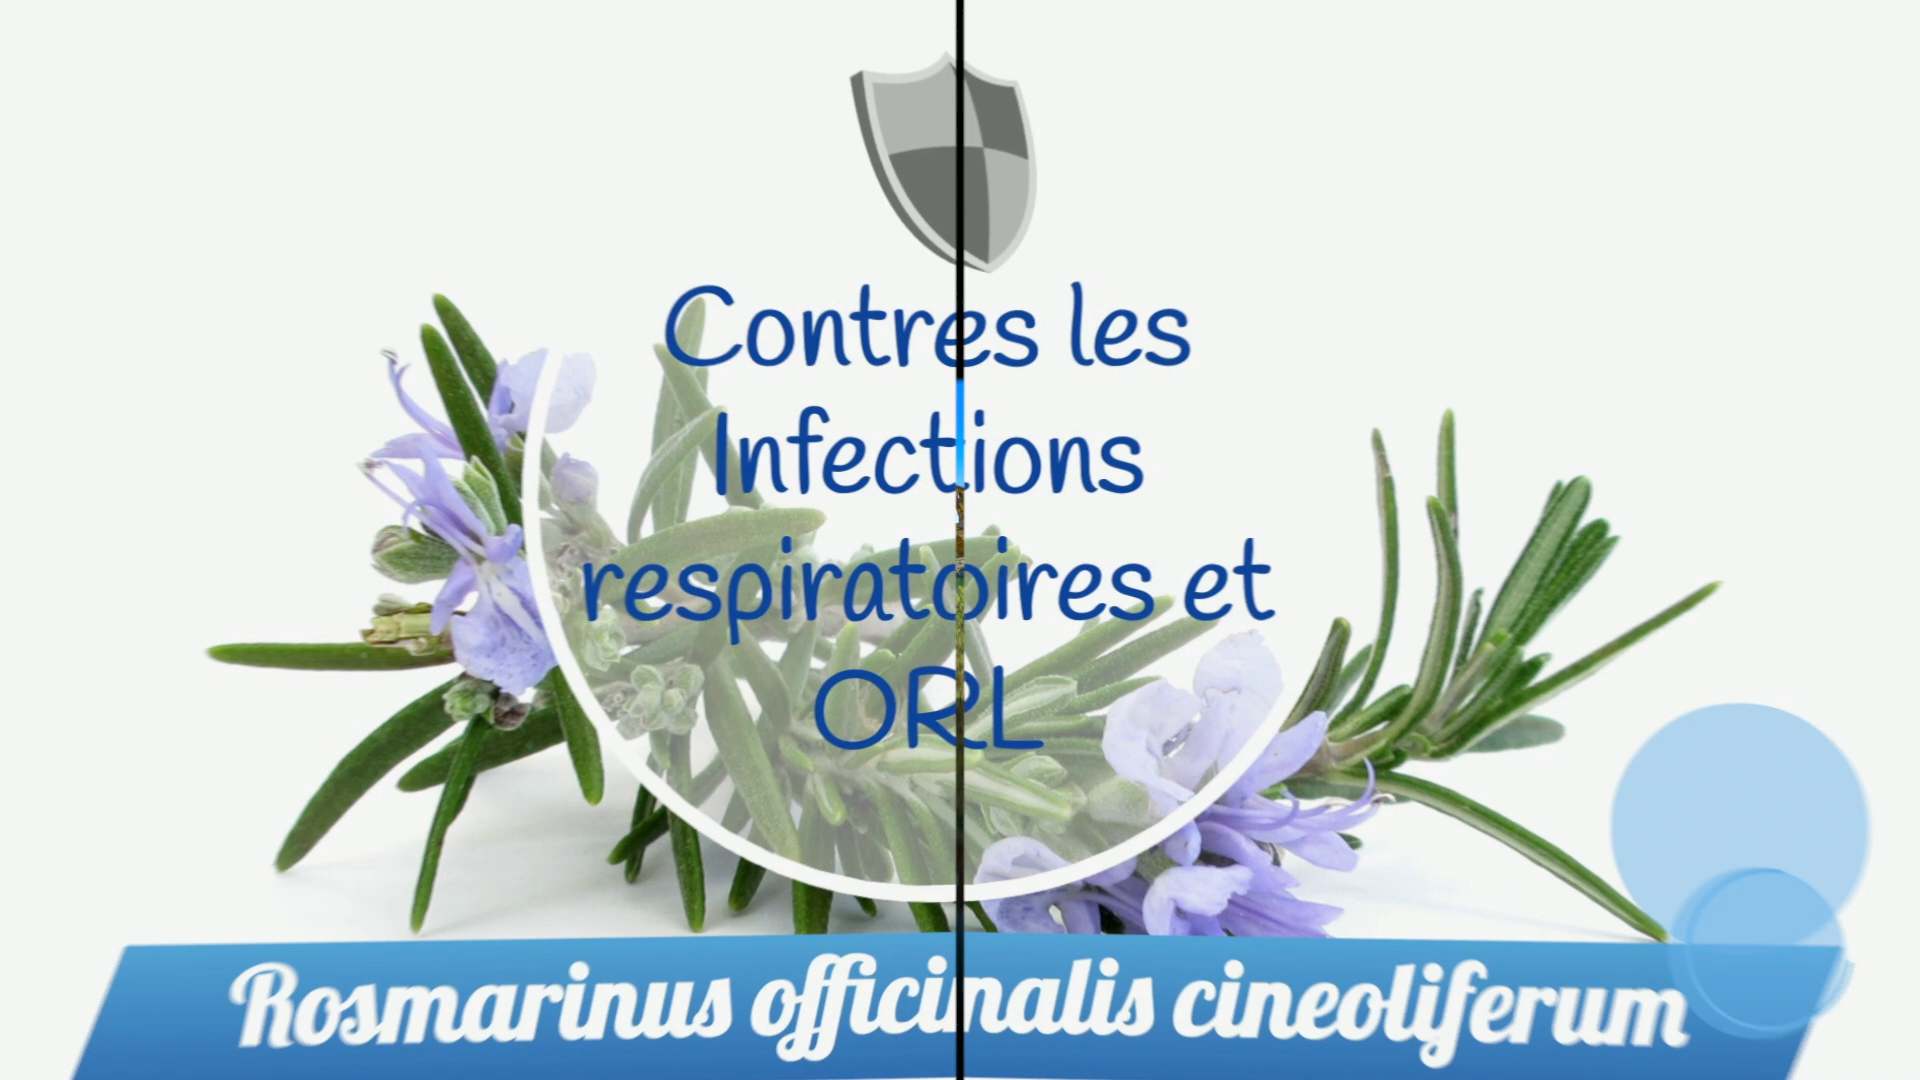 Contres les
Infections
respiratoires et
ORL
Rosmarinus officinalis cineoliferum